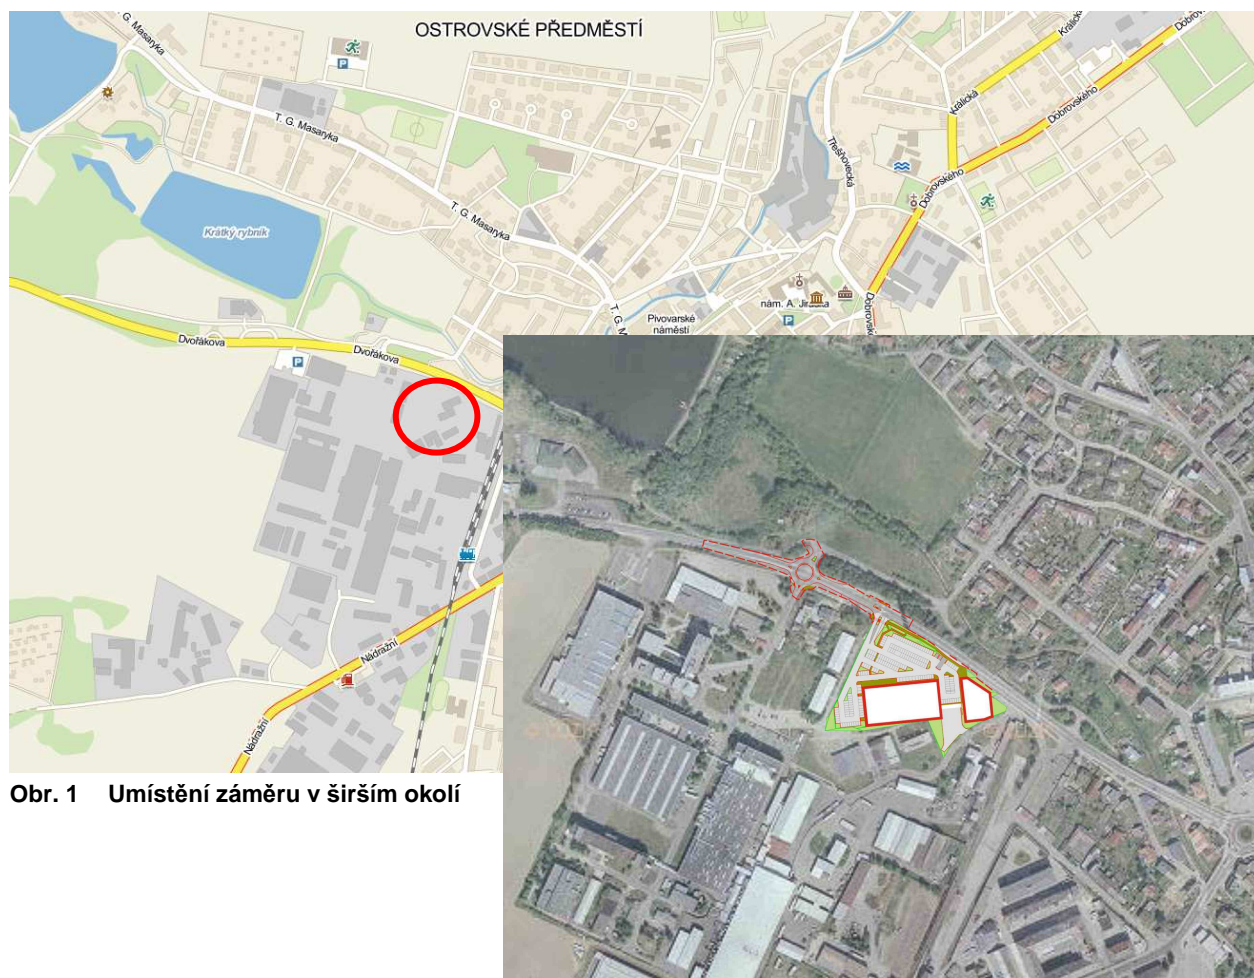 OSTROVSKÉ PŘEDMĚSTÍ
T. G. Masaryka
Králická
Dobrovského
P
T. G. Masaryka
Králická
Dobrovského
Třešňovecká
T. G. Masaryka
Dobrovského
Krátký rybník
nám. A. Jiráska
Pivovarské
náměstí
P
Dvořákova
Dvořákova
P
Nádražní
Nádražní
Obr. 1 Umístění záměru v širším okolí